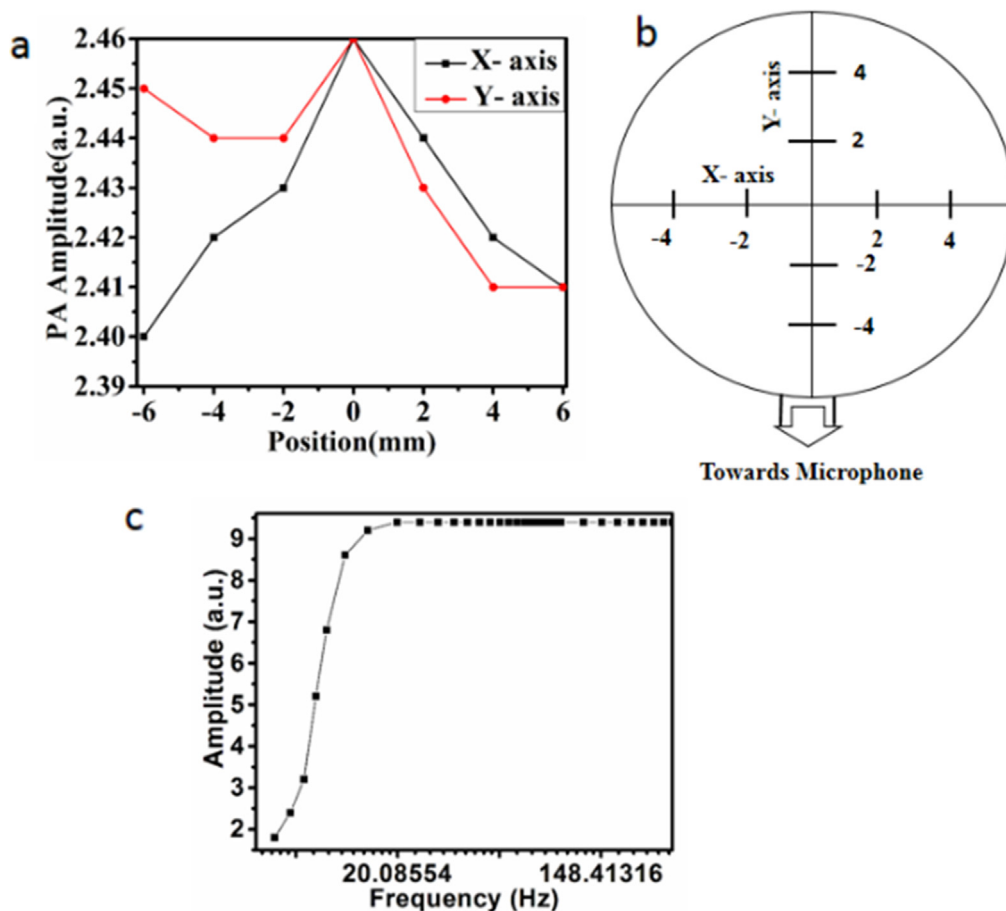 a
2.46
2.45
2.44
2.43
2.42
2.41
2.40
2.39
PA Amplitude(a.u.)
X- axis
Y- axis
-6 -4 -2 0 2 4 6
Position(mm)
b
Y- axis
4
2
X- axis
-4 -2 2 4
-2
-4
Towards Microphone
c
9
8
7
6
5
4
3
2
Amplitude (a.u.)
20.08554 148.41316
Frequency (Hz)